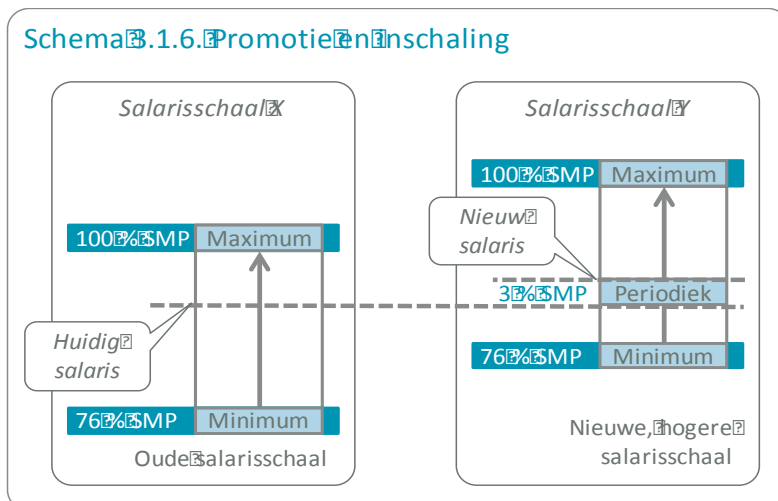 Schema 3.1.6. Promotie en inschaling
Salarisschaal X
100 % SMP Maximum
Huidig
salaris
76 % SMP Minimum
Oude salarisschaal
Salarisschaal Y
100 % SMP Maximum
Nieuw
salaris
3 % SMP Periodiek
76 % SMP Minimum
Nieuwe, hogere
salarisschaal